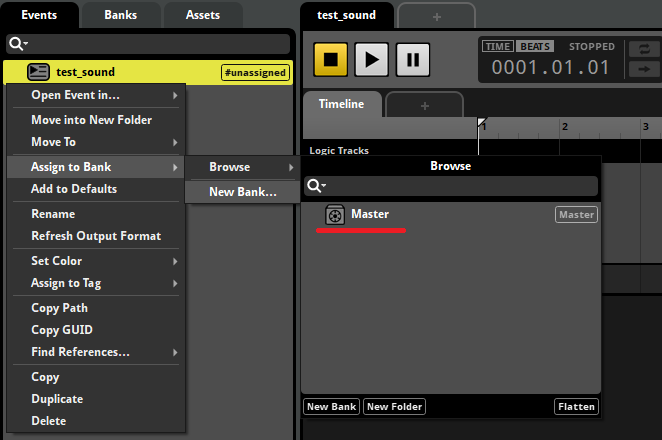 Events Banks Assets
test_sound
+
test_sound
#unassigned
TIME BEATS STOPPED
0001.01.01
Timeline
+
1 2 3
Logic Tracks
Open Event in...
Move into New Folder
Move To
Assign to Bank
Add to Defaults
Rename
Refresh Output Format
Set Color
Assign to Tag
Copy Path
Copy GUID
Find References...
Copy
Duplicate
Delete
Browse
New Bank...
Browse
Master
Master
New Bank New Folder Flatten